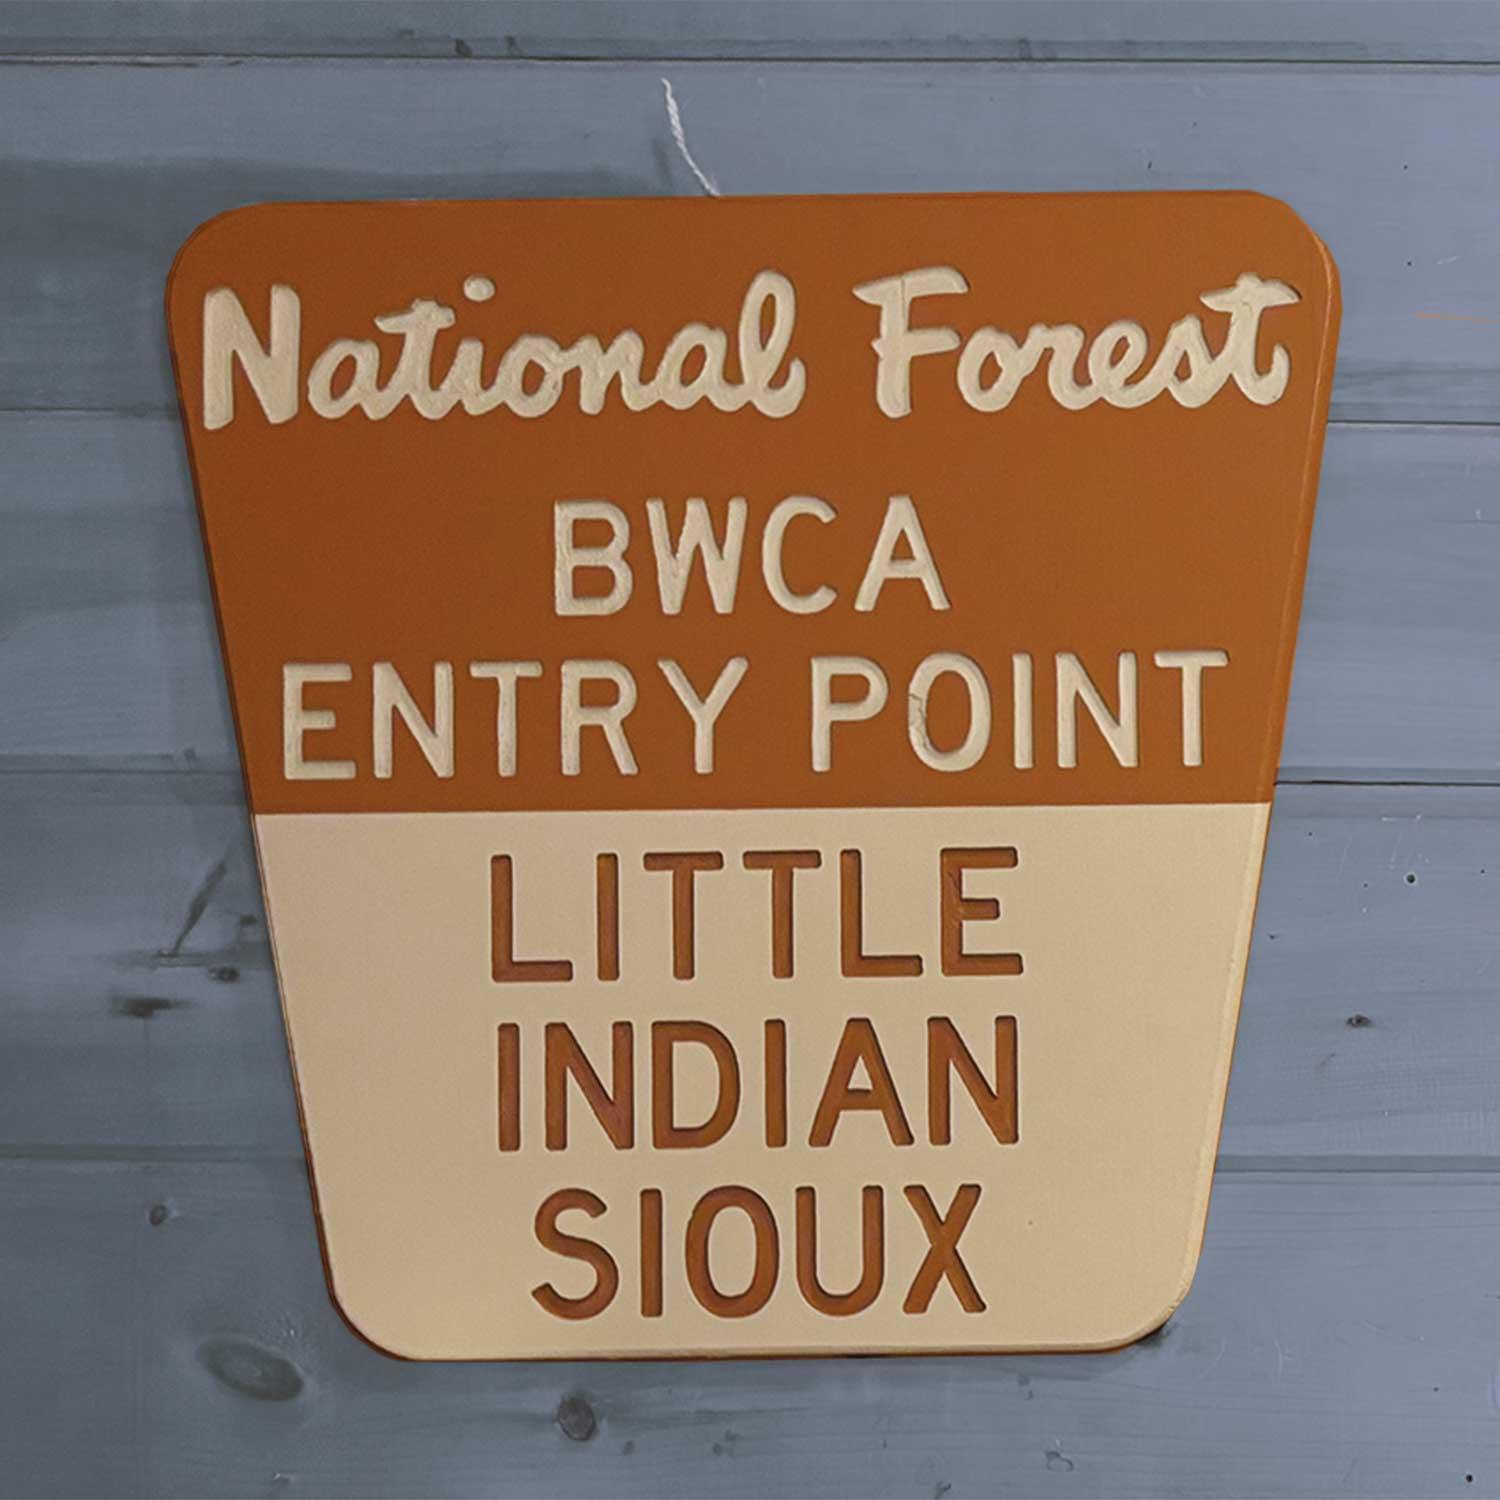 National Forest
BWCA
ENTRY POINT
LITTLE
INDIAN
SIOUX